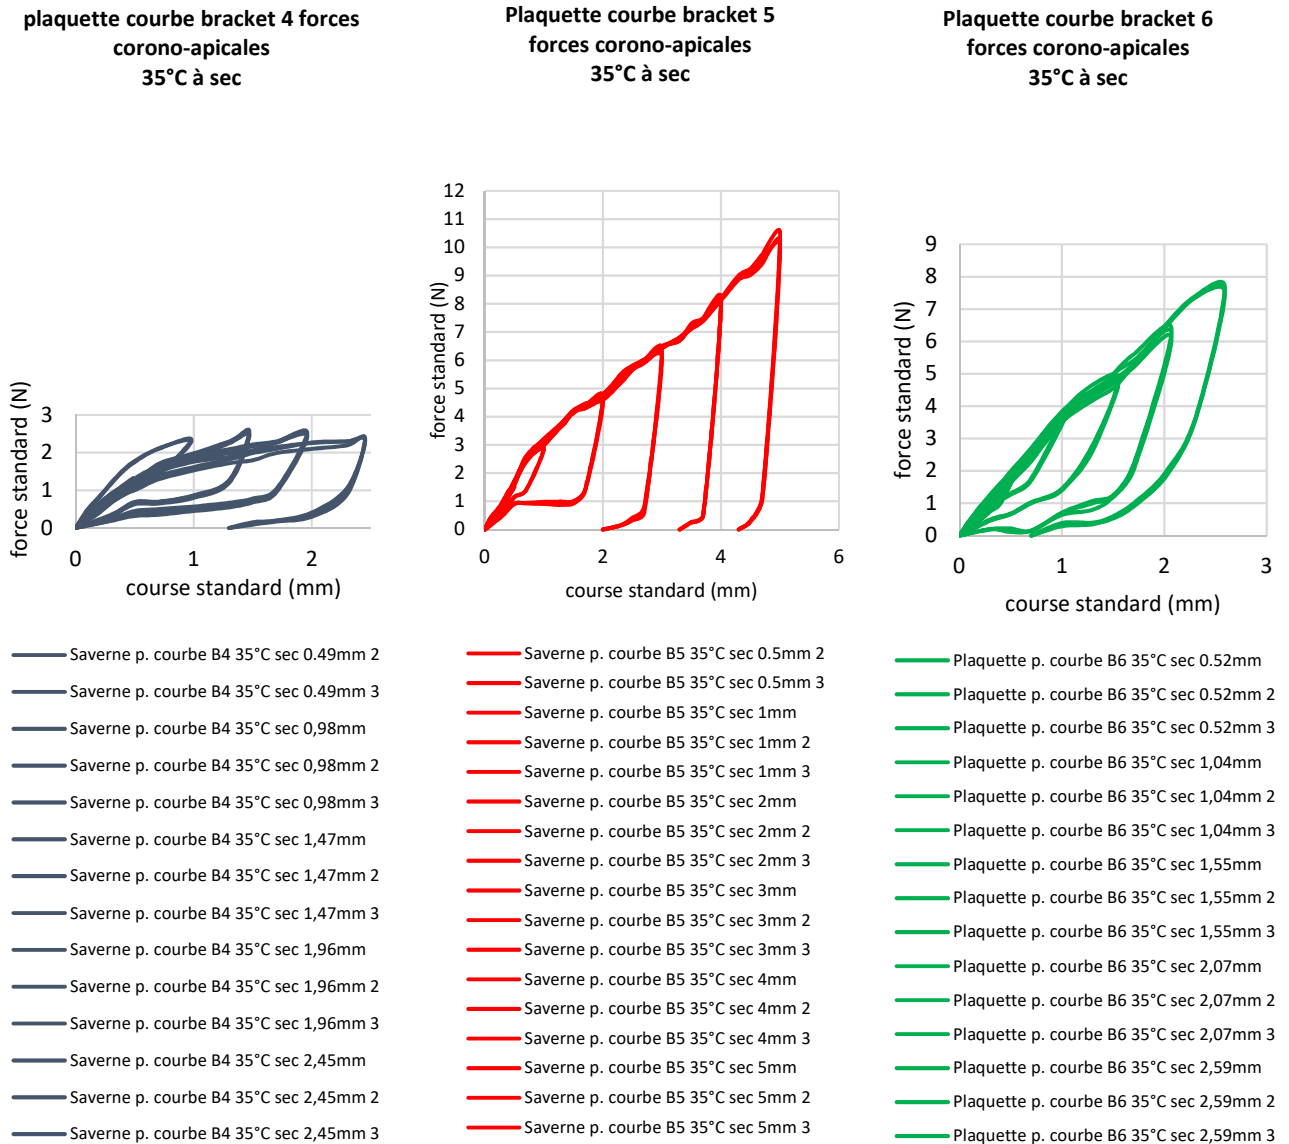 plaquette courbe bracket 4 forces
corono-apicales
35°C à sec
force standard (N)
3
2
1
0
0
1
2
course standard (mm)
Saverne p. courbe B4 35°C sec 0.49mm 2
Saverne p. courbe B4 35°C sec 0.49mm 3
Saverne p. courbe B4 35°C sec 0,98mm
Saverne p. courbe B4 35°C sec 0,98mm 2
Saverne p. courbe B4 35°C sec 0,98mm 3
Saverne p. courbe B4 35°C sec 1,47mm
Saverne p. courbe B4 35°C sec 1,47mm 2
Saverne p. courbe B4 35°C sec 1,47mm 3
Saverne p. courbe B4 35°C sec 1,96mm
Saverne p. courbe B4 35°C sec 1,96mm 2
Saverne p. courbe B4 35°C sec 1,96mm 3
Saverne p. courbe B4 35°C sec 2,45mm
Saverne p. courbe B4 35°C sec 2,45mm 2
Saverne p. courbe B4 35°C sec 2,45mm 3
Plaquette courbe bracket 5
forces corono-apicales
35°C à sec
force standard (N)
12
11
10
9
8
7
6
5
4
3
2
1
0
0
2
4
6
course standard (mm)
Saverne p. courbe B5 35°C sec 0.5mm 2
Saverne p. courbe B5 35°C sec 0.5mm 3
Saverne p. courbe B5 35°C sec 1mm
Saverne p. courbe B5 35°C sec 1mm 2
Saverne p. courbe B5 35°C sec 1mm 3
Saverne p. courbe B5 35°C sec 2mm
Saverne p. courbe B5 35°C sec 2mm 2
Saverne p. courbe B5 35°C sec 2mm 3
Saverne p. courbe B5 35°C sec 3mm
Saverne p. courbe B5 35°C sec 3mm 2
Saverne p. courbe B5 35°C sec 3mm 3
Saverne p. courbe B5 35°C sec 4mm
Saverne p. courbe B5 35°C sec 4mm 2
Saverne p. courbe B5 35°C sec 4mm 3
Saverne p. courbe B5 35°C sec 5mm
Saverne p. courbe B5 35°C sec 5mm 2
Saverne p. courbe B5 35°C sec 5mm 3
Plaquette courbe bracket 6
forces corono-apicales
35°C à sec
force standard (N)
9
8
7
6
5
4
3
2
1
0
0
1
2
3
course standard (mm)
Plaquette p. courbe B6 35°C sec 0.52mm
Plaquette p. courbe B6 35°C sec 0.52mm 2
Plaquette p. courbe B6 35°C sec 0.52mm 3
Plaquette p. courbe B6 35°C sec 1,04mm
Plaquette p. courbe B6 35°C sec 1,04mm 2
Plaquette p. courbe B6 35°C sec 1,04mm 3
Plaquette p. courbe B6 35°C sec 1,55mm
Plaquette p. courbe B6 35°C sec 1,55mm 2
Plaquette p. courbe B6 35°C sec 1,55mm 3
Plaquette p. courbe B6 35°C sec 2,07mm
Plaquette p. courbe B6 35°C sec 2,07mm 2
Plaquette p. courbe B6 35°C sec 2,07mm 3
Plaquette p. courbe B6 35°C sec 2,59mm
Plaquette p. courbe B6 35°C sec 2,59mm 2
Plaquette p. courbe B6 35°C sec 2,59mm 3